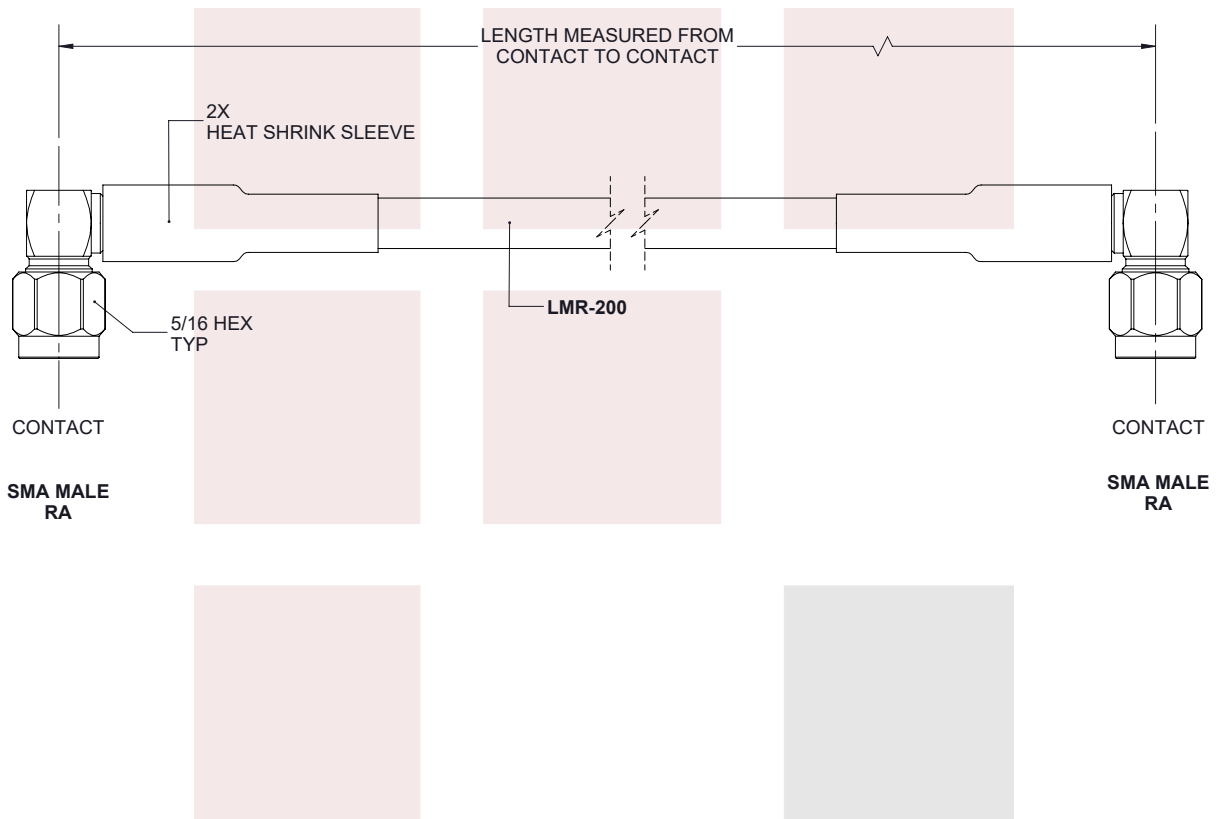 LENGTH MEASURED FROM
CONTACT TO CONTACT
2X
HEAT SHRINK SLEEVE
LMR-200
5/16 HEX
TYP
CONTACT
CONTACT
SMA MALE
RA
SMA MALE
RA